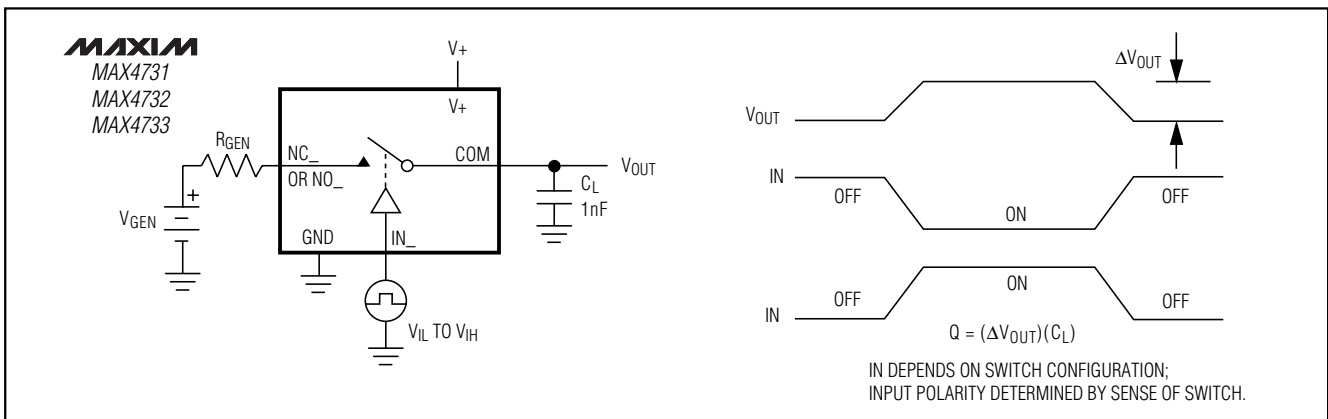 MAXIM
MAX4731
MAX4732
MAX4733
V+
V+
RGEN
NC_
OR NO_
COM
VOUT
CL
1nF
+
VGEN
GND
IN_
VIL TO VIH
ΔVOUT
VOUT
IN
OFF
ON
OFF
IN
OFF
ON
OFF
Q = (ΔVOUT)(CL)
IN DEPENDS ON SWITCH CONFIGURATION;
INPUT POLARITY DETERMINED BY SENSE OF SWITCH.